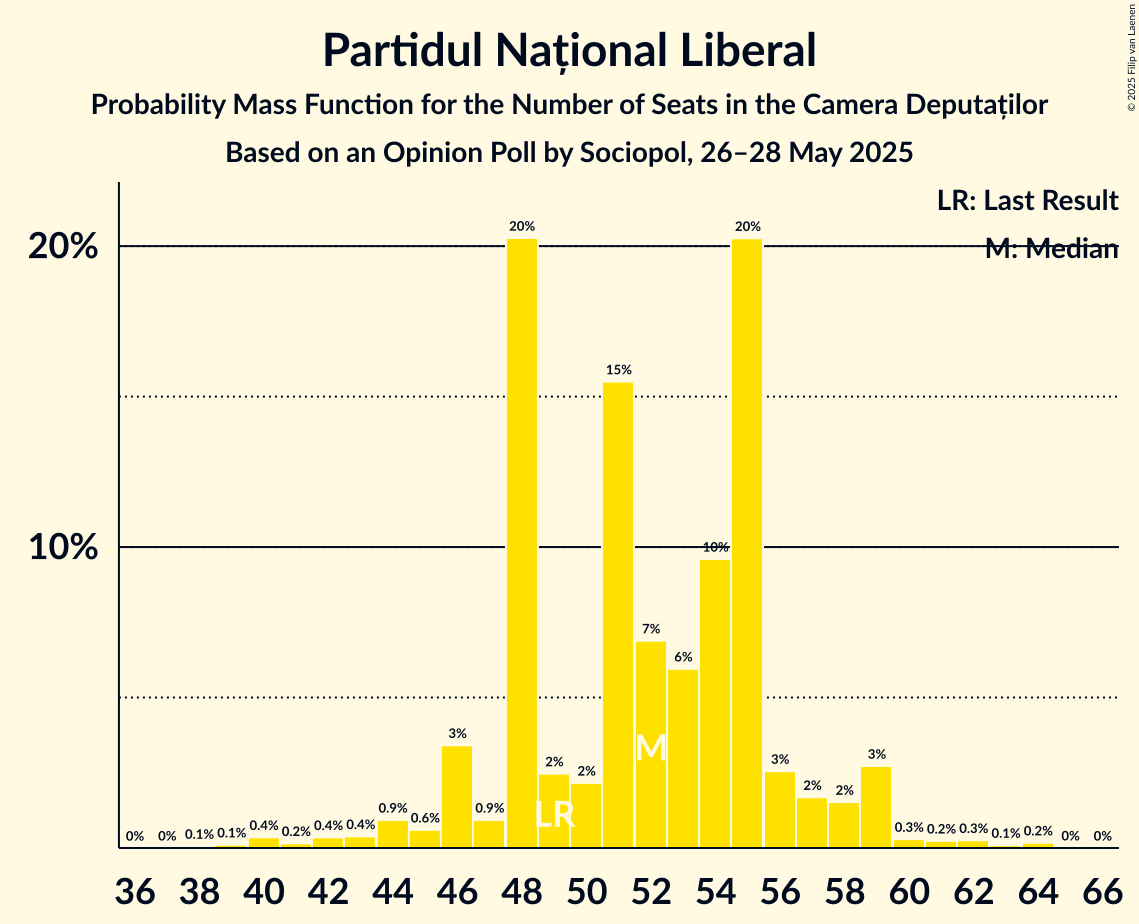 © 2025 Filip van Laenen
Partidul Național Liberal
Probability Mass Function for the Number of Seats in the Camera Deputaților
Based on an Opinion Poll by Sociopol, 26–28 May 2025
LR: Last Result
M: Median
20%
10%
0% 0% 0.1% 0.1% 0.4% 0.2% 0.4% 0.4% 0.9% 0.6% 3% 0.9% 20% 2% 2% 15% 7% 6% 10% 20% 3% 2% 2% 3% 0.3% 0.2% 0.3% 0.1% 0.2% 0% 0%
M
LR
36 38 40 42 44 46 48 50 52 54 56 58 60 62 64 66